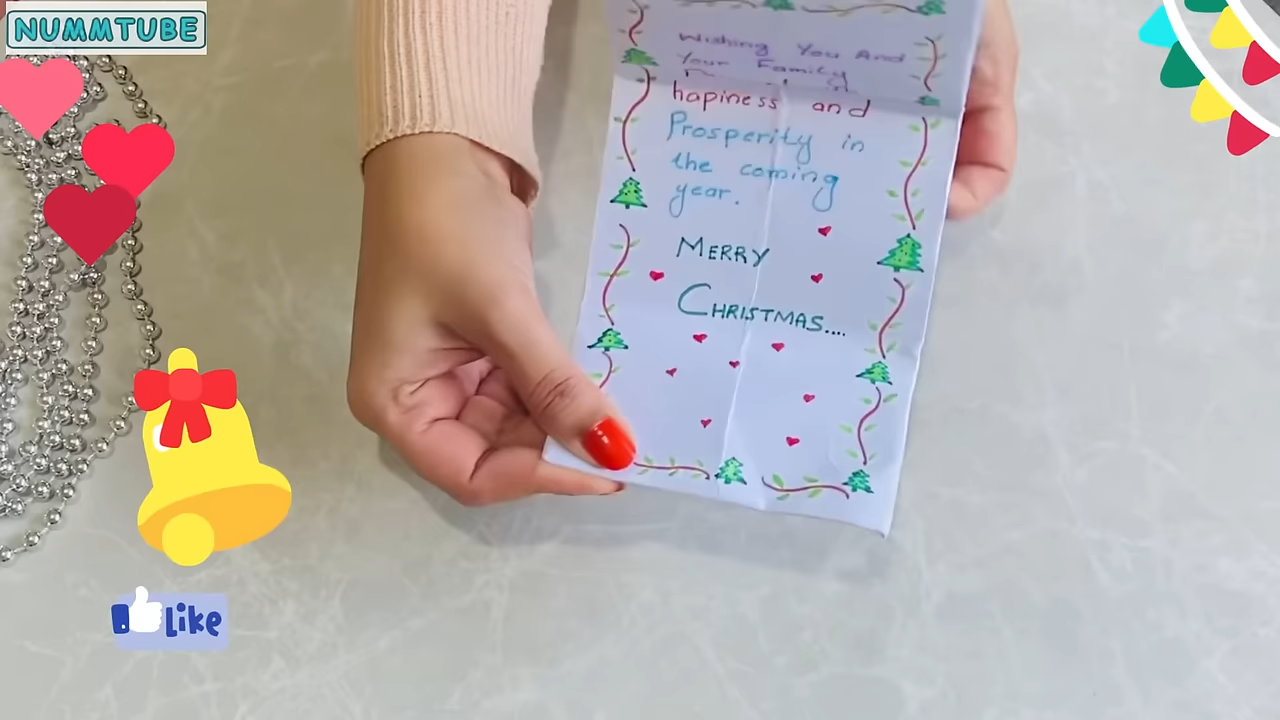 NUMMTUBE
Wishing You And
Your Family
hapiness and
Prosperity in
the coming
year.
MERRY
CHRISTMAS....
Like